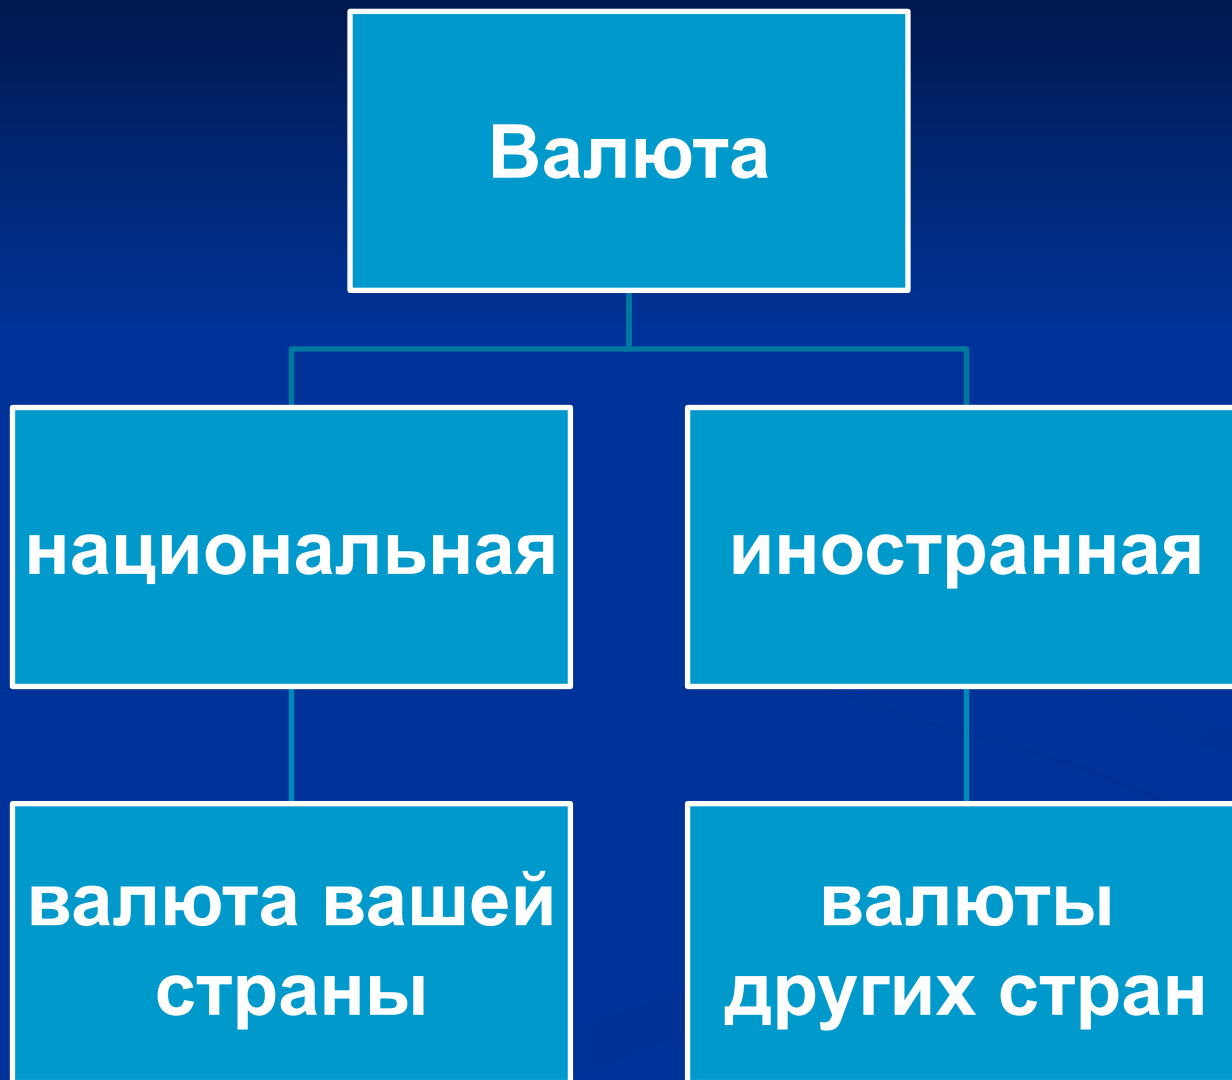 Валюта
национальная
иностранная
валюта вашей
страны
валюты
других стран